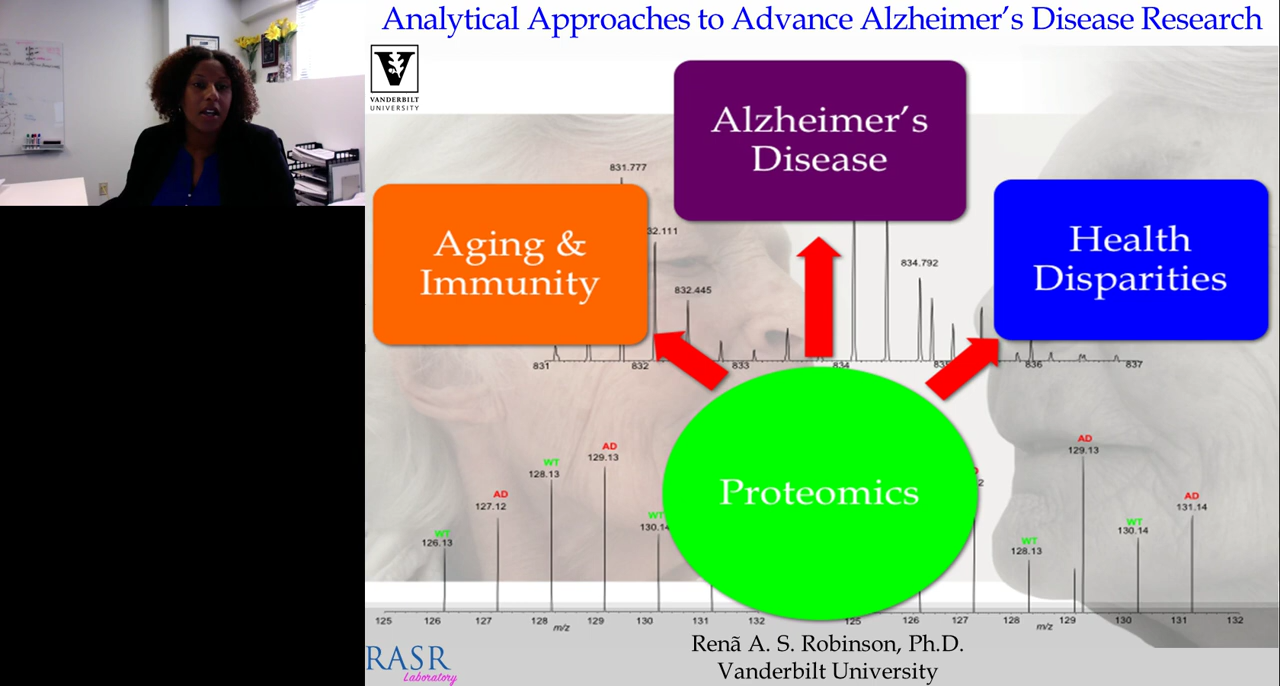 Analytical Approaches to Advance Alzheimer's Disease Research
VANDERBILT
UNIVERSITY
Alzheimer's
Disease
Aging &
Immunity
Health
Disparities
831.777
32.111
832.445
834.792
831
832
833
834
836
837
Proteomics
WT
126.13
AD
127.12
WT
128.13
AD
129.13
WT
130.14
WT
128.13
AD
129.13
WT
130.14
AD
131.14
125
126
127
128
129
130
131
132
m/z
125
126
127
128
129
130
131
132
m/z
RASR
Laboratory
Renã A. S. Robinson, Ph.D.
Vanderbilt University